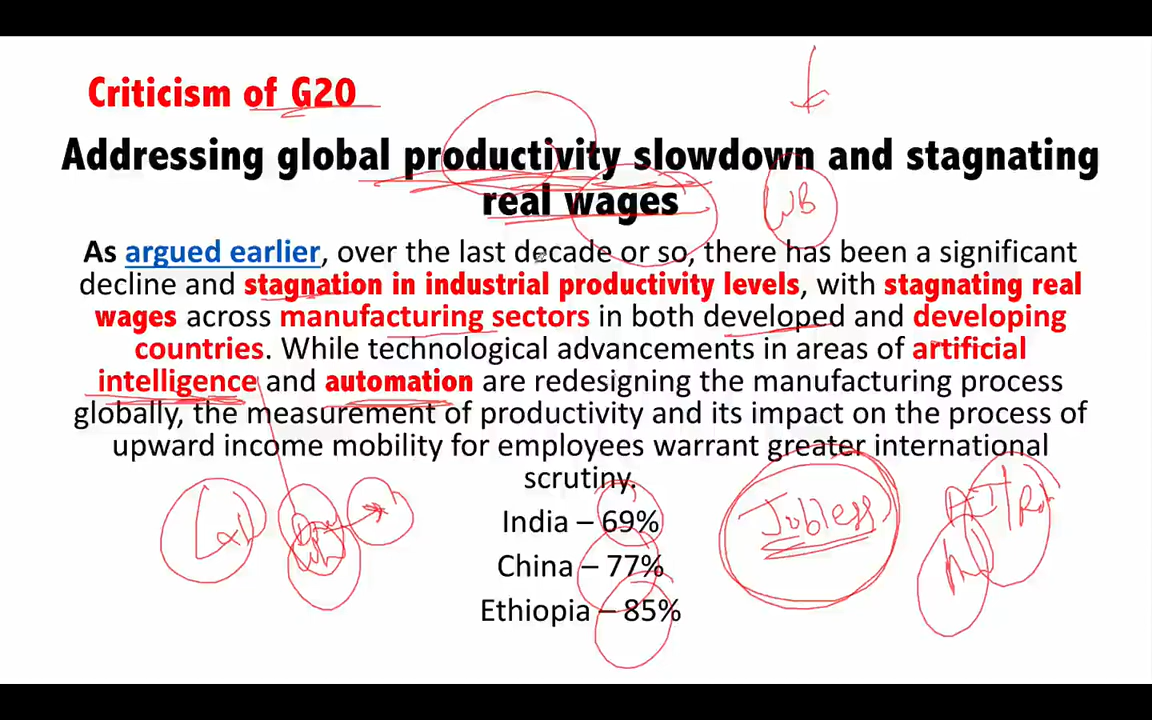 Criticism of G20
Addressing global productivity slowdown and stagnating
real wages
WB
As argued earlier, over the last decade or so, there has been a significant
decline and stagnation in industrial productivity levels, with stagnating real
wages across manufacturing sectors in both developed and developing
countries. While technological advancements in areas of artificial
intelligence and automation are redesigning the manufacturing process
globally, the measurement of productivity and its impact on the process of
upward income mobility for employees warrant greater international
scrutiny.
Jobless
India – 69%
China – 77%
Ethiopia – 85%